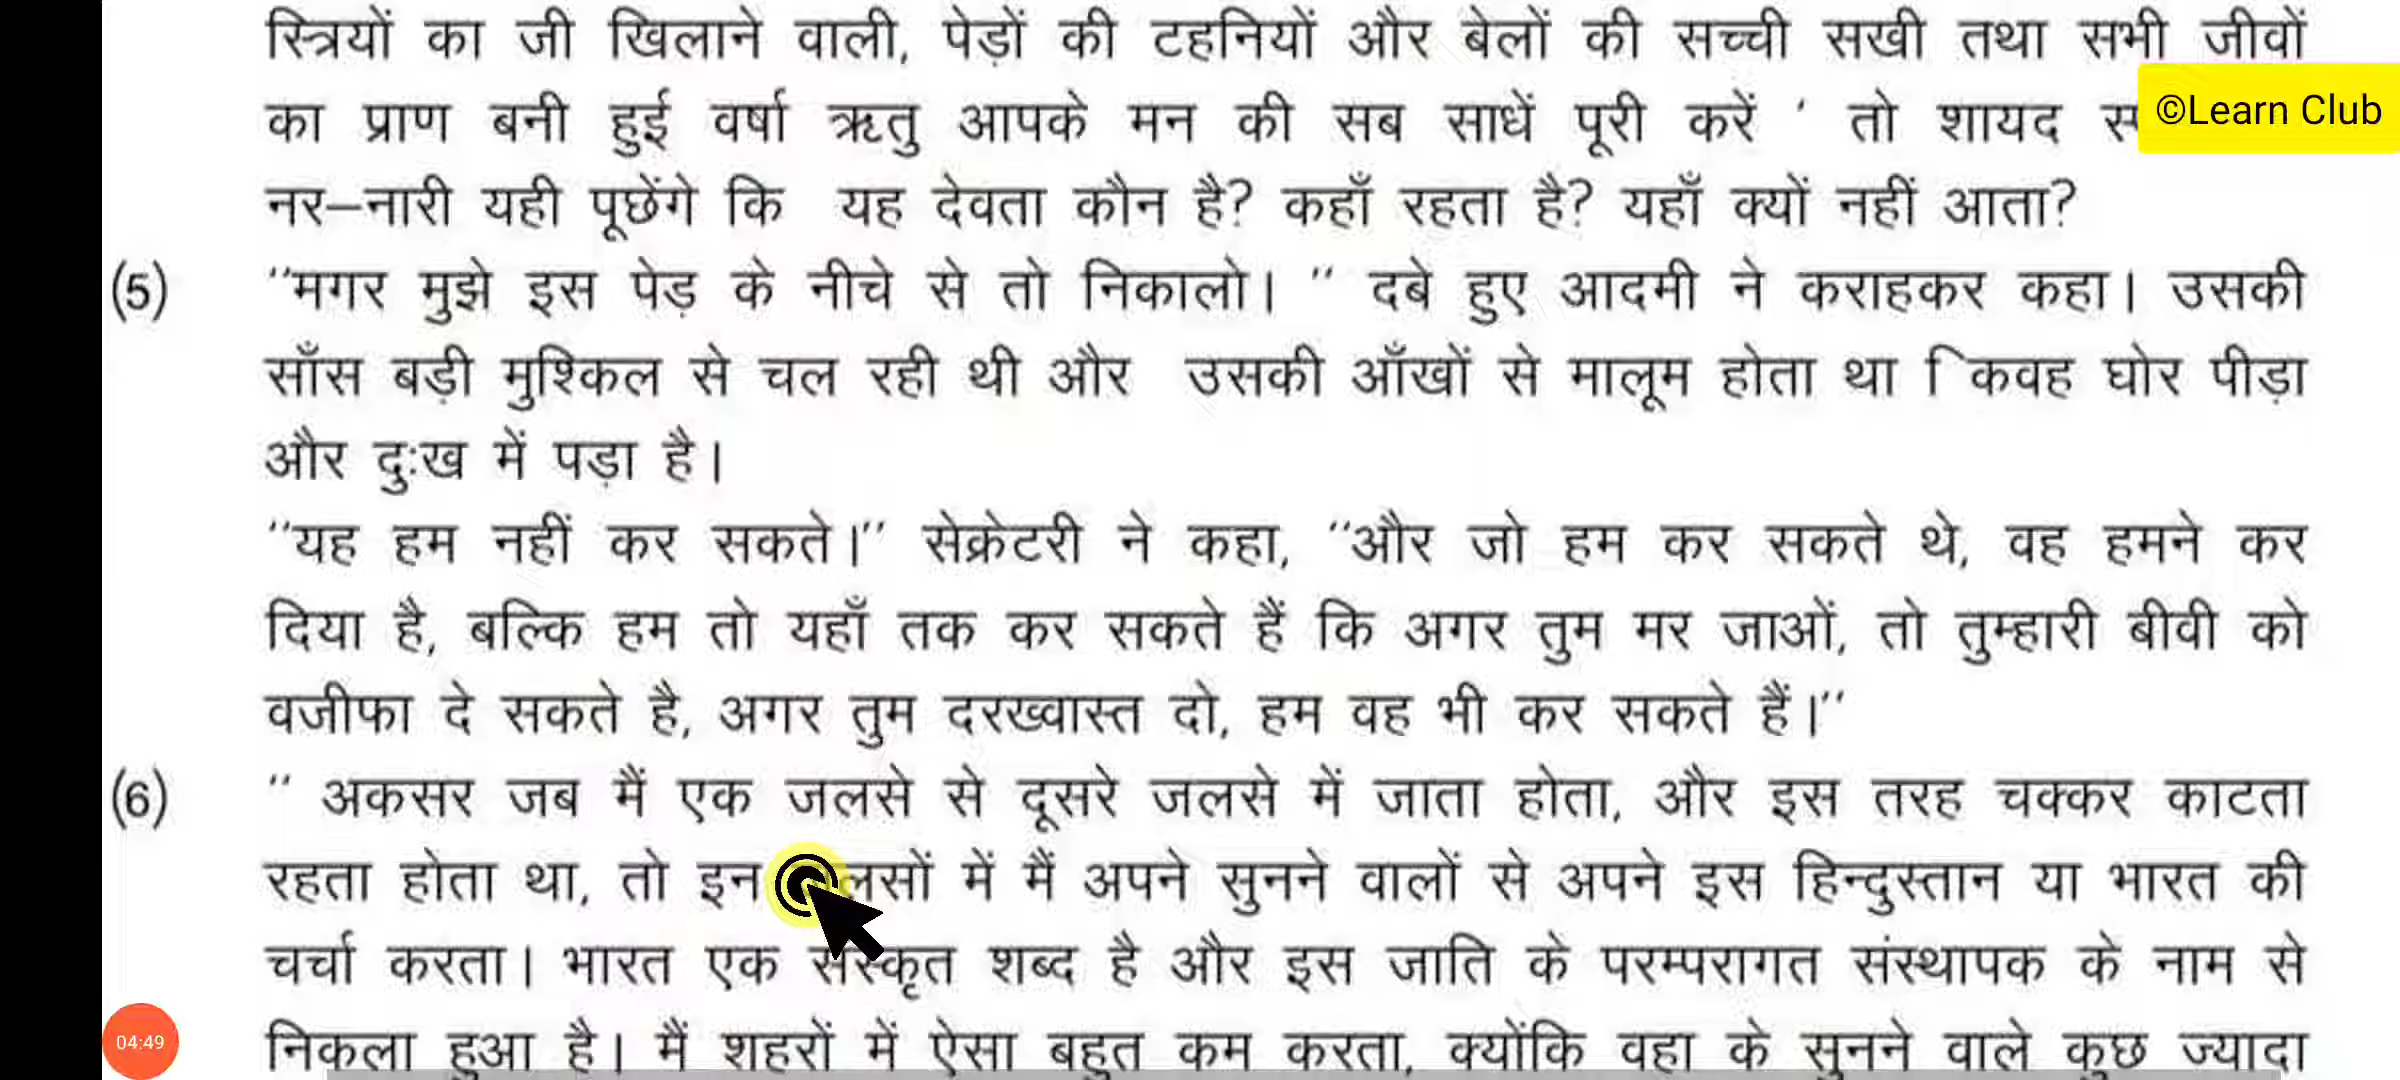 स्त्रियों का जी खिलाने वाली, पेड़ों की टहनियों और बेलों की सच्ची सखी तथा सभी जीवों
©Learn Club
का प्राण बनी हुई वर्षा ऋतु आपके मन की सब साधें पूरी करें ' तो शायद
नर–नारी यही पूछेंगे कि यह देवता कौन है? कहाँ रहता है? यहाँ क्यों नहीं आता?
(5) ''मगर मुझे इस पेड़ के नीचे से तो निकालो। '' दबे हुए आदमी ने कराहकर कहा। उसकी
साँस बड़ी मुश्किल से चल रही थी और उसकी आँखों से मालूम होता था िकवह घोर पीड़ा
और दुःख में पड़ा है।
''यह हम नहीं कर सकते।'' सेक्रेटरी ने कहा, ''और जो हम कर सकते थे, वह हमने कर
दिया है, बल्कि हम तो यहाँ तक कर सकते हैं कि अगर तुम मर जाओं, तो तुम्हारी बीवी को
वजीफा दे सकते है, अगर तुम दरख्वास्त दो, हम वह भी कर सकते हैं।''
(6) '' अकसर जब मैं एक जलसे से दूसरे जलसे में जाता होता, और इस तरह चक्कर काटता
रहता होता था, तो इन में मैं अपने सुनने वालों से अपने इस हिन्दुस्तान या भारत की
चर्चा करता। भारत एक संस्कृत शब्द है और इस जाति के परम्परागत संस्थापक के नाम से
निकला हुआ है। मैं शहरों में ऐसा बहुत कम करता, क्योंकि वहा के सुनने वाले कुछ ज्यादा
04:49